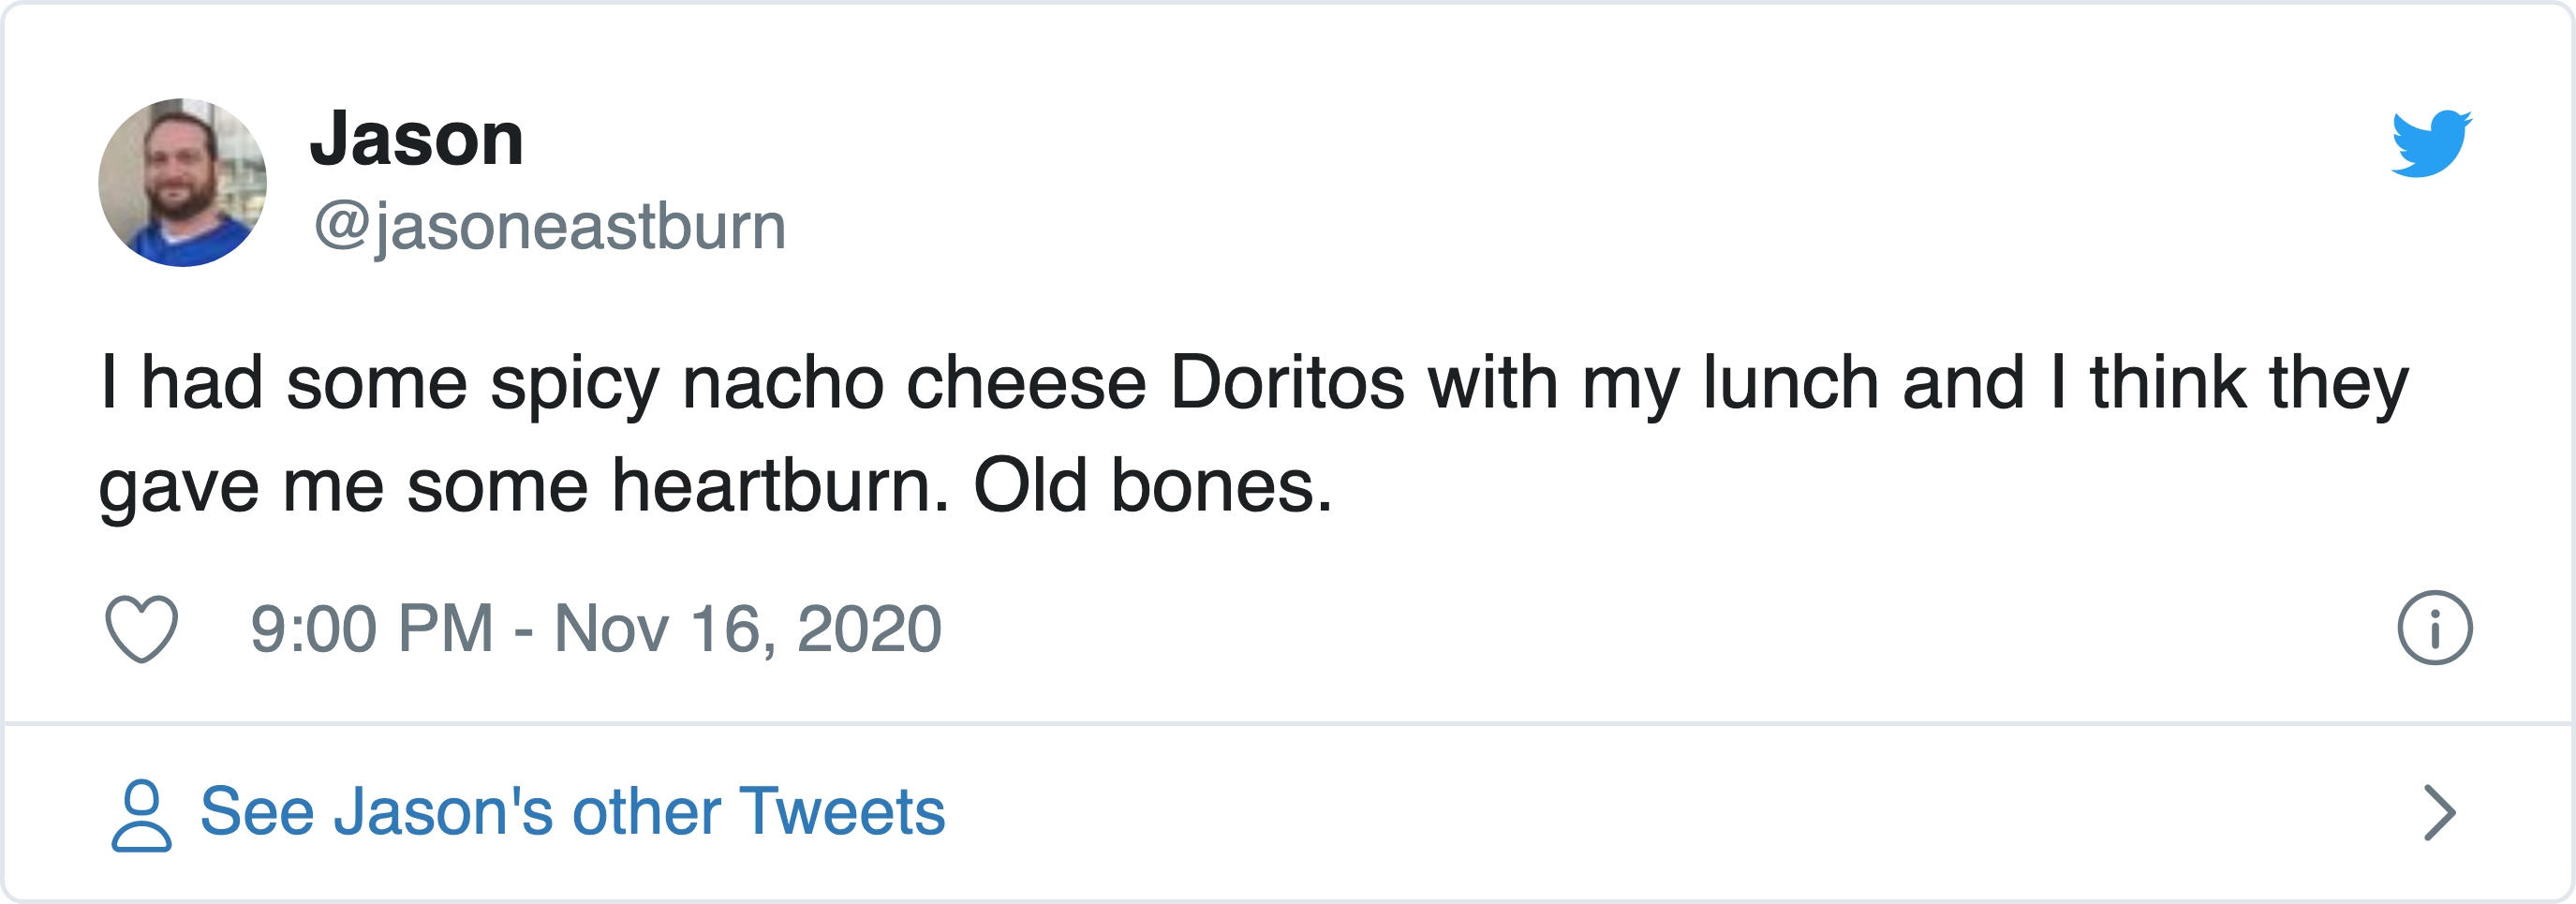 Jason
@jasoneastburn
I had some spicy nacho cheese Doritos with my lunch and I think they
gave me some heartburn. Old bones.
9:00 PM - Nov 16, 2020
See Jason's other Tweets